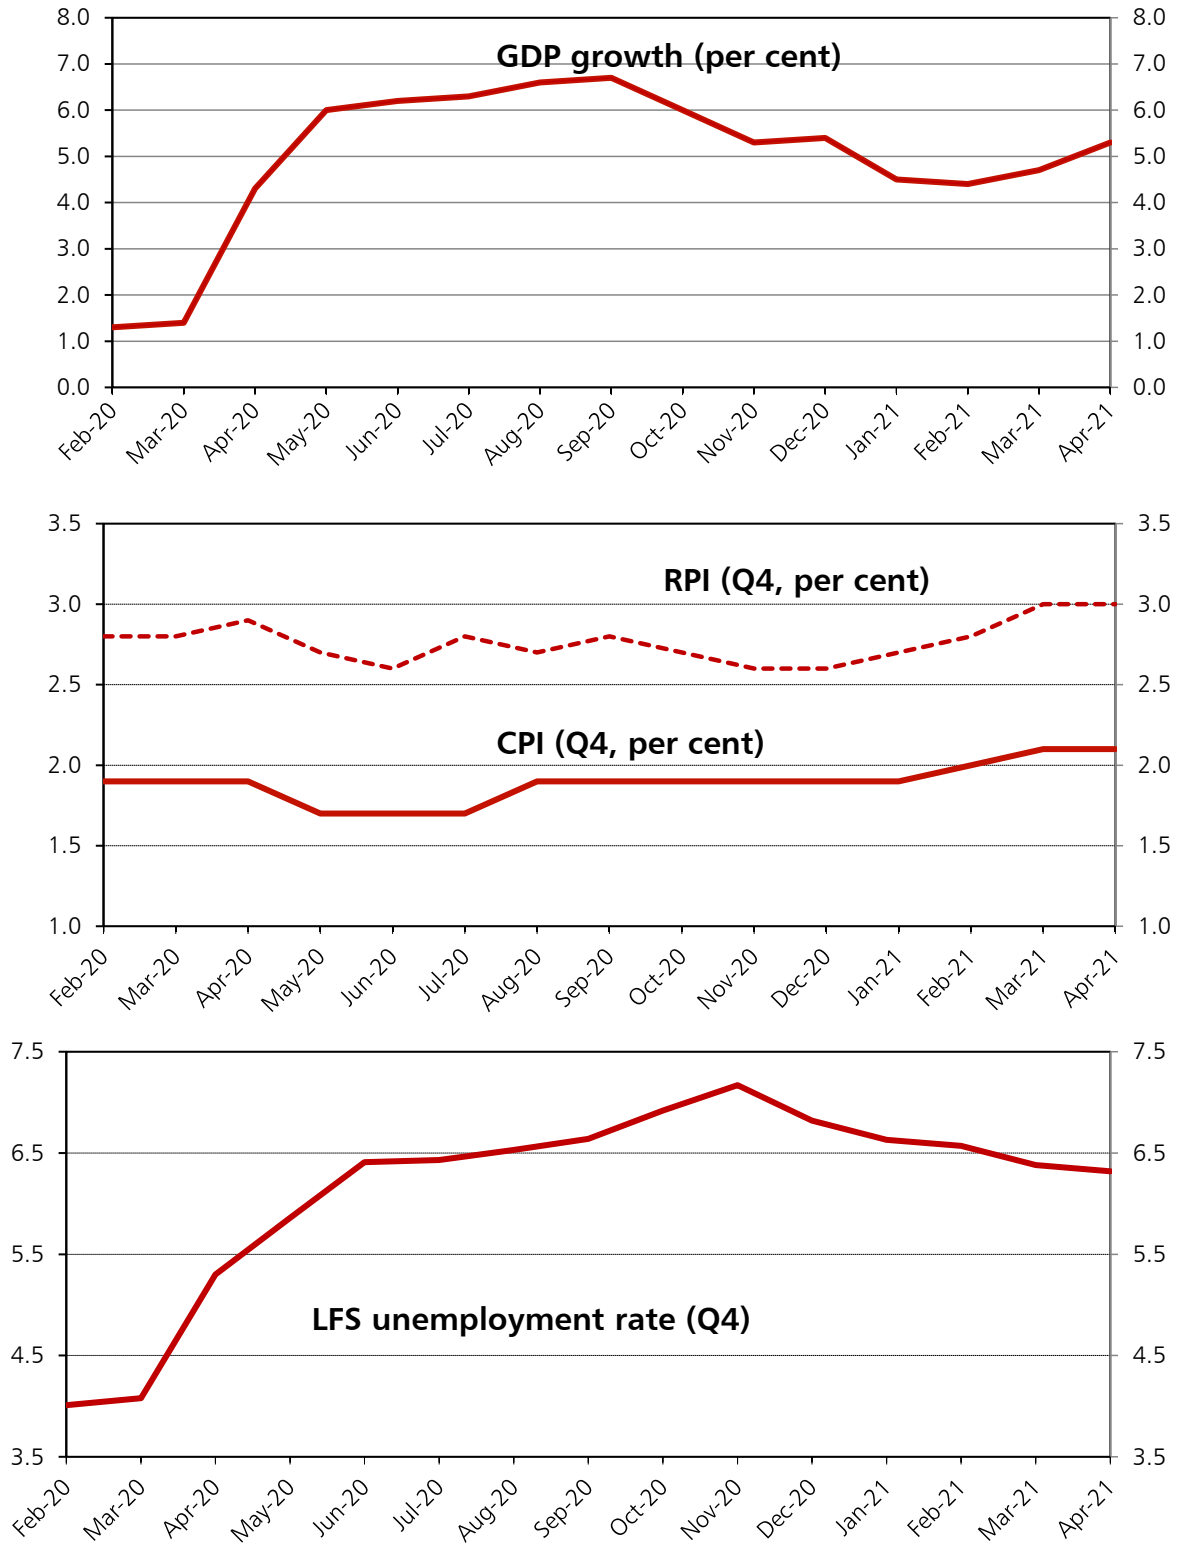 8.0 8.0
GDP growth (per cent)
7.0 7.0
6.0 6.0
5.0 5.0
4.0 4.0
3.0 3.0
2.0 2.0
1.0 1.0
0.0 0.0
Feb-20 Mar-20 Apr-20 May-20 Jun-20 Jul-20 Aug-20 Sep-20 Oct-20 Nov-20 Dec-20 Jan-21 Feb-21 Mar-21 Apr-21
3.5 3.5
RPI (Q4, per cent)
3.0 3.0
2.5 2.5
CPI (Q4, per cent)
2.0 2.0
1.5 1.5
1.0 1.0
Feb-20 Mar-20 Apr-20 May-20 Jun-20 Jul-20 Aug-20 Sep-20 Oct-20 Nov-20 Dec-20 Jan-21 Feb-21 Mar-21 Apr-21
7.5 7.5
6.5 6.5
5.5 5.5
LFS unemployment rate (Q4)
4.5 4.5
3.5 3.5
Feb-20 Mar-20 Apr-20 May-20 Jun-20 Jul-20 Aug-20 Sep-20 Oct-20 Nov-20 Dec-20 Jan-21 Feb-21 Mar-21 Apr-21